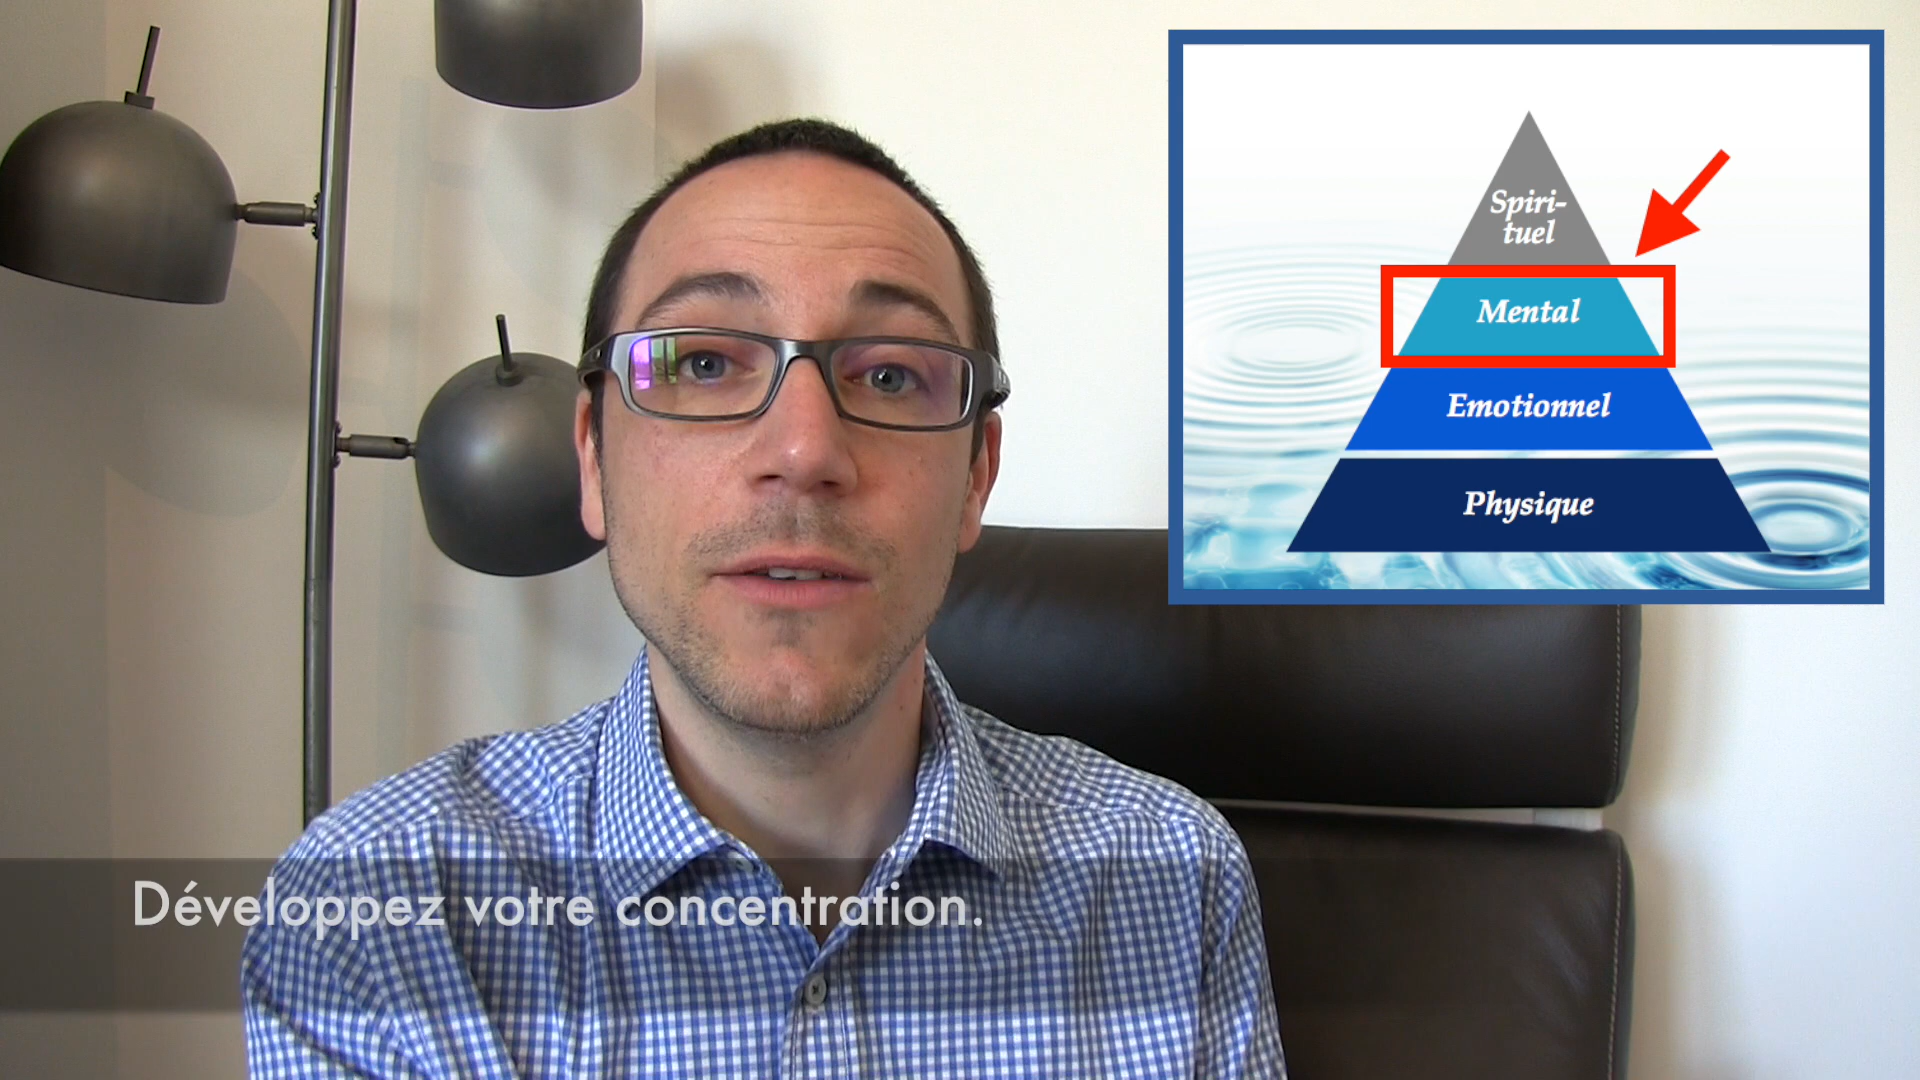 Spiri-
tuel
Mental
Emotionnel
Physique
Développez votre concentration.